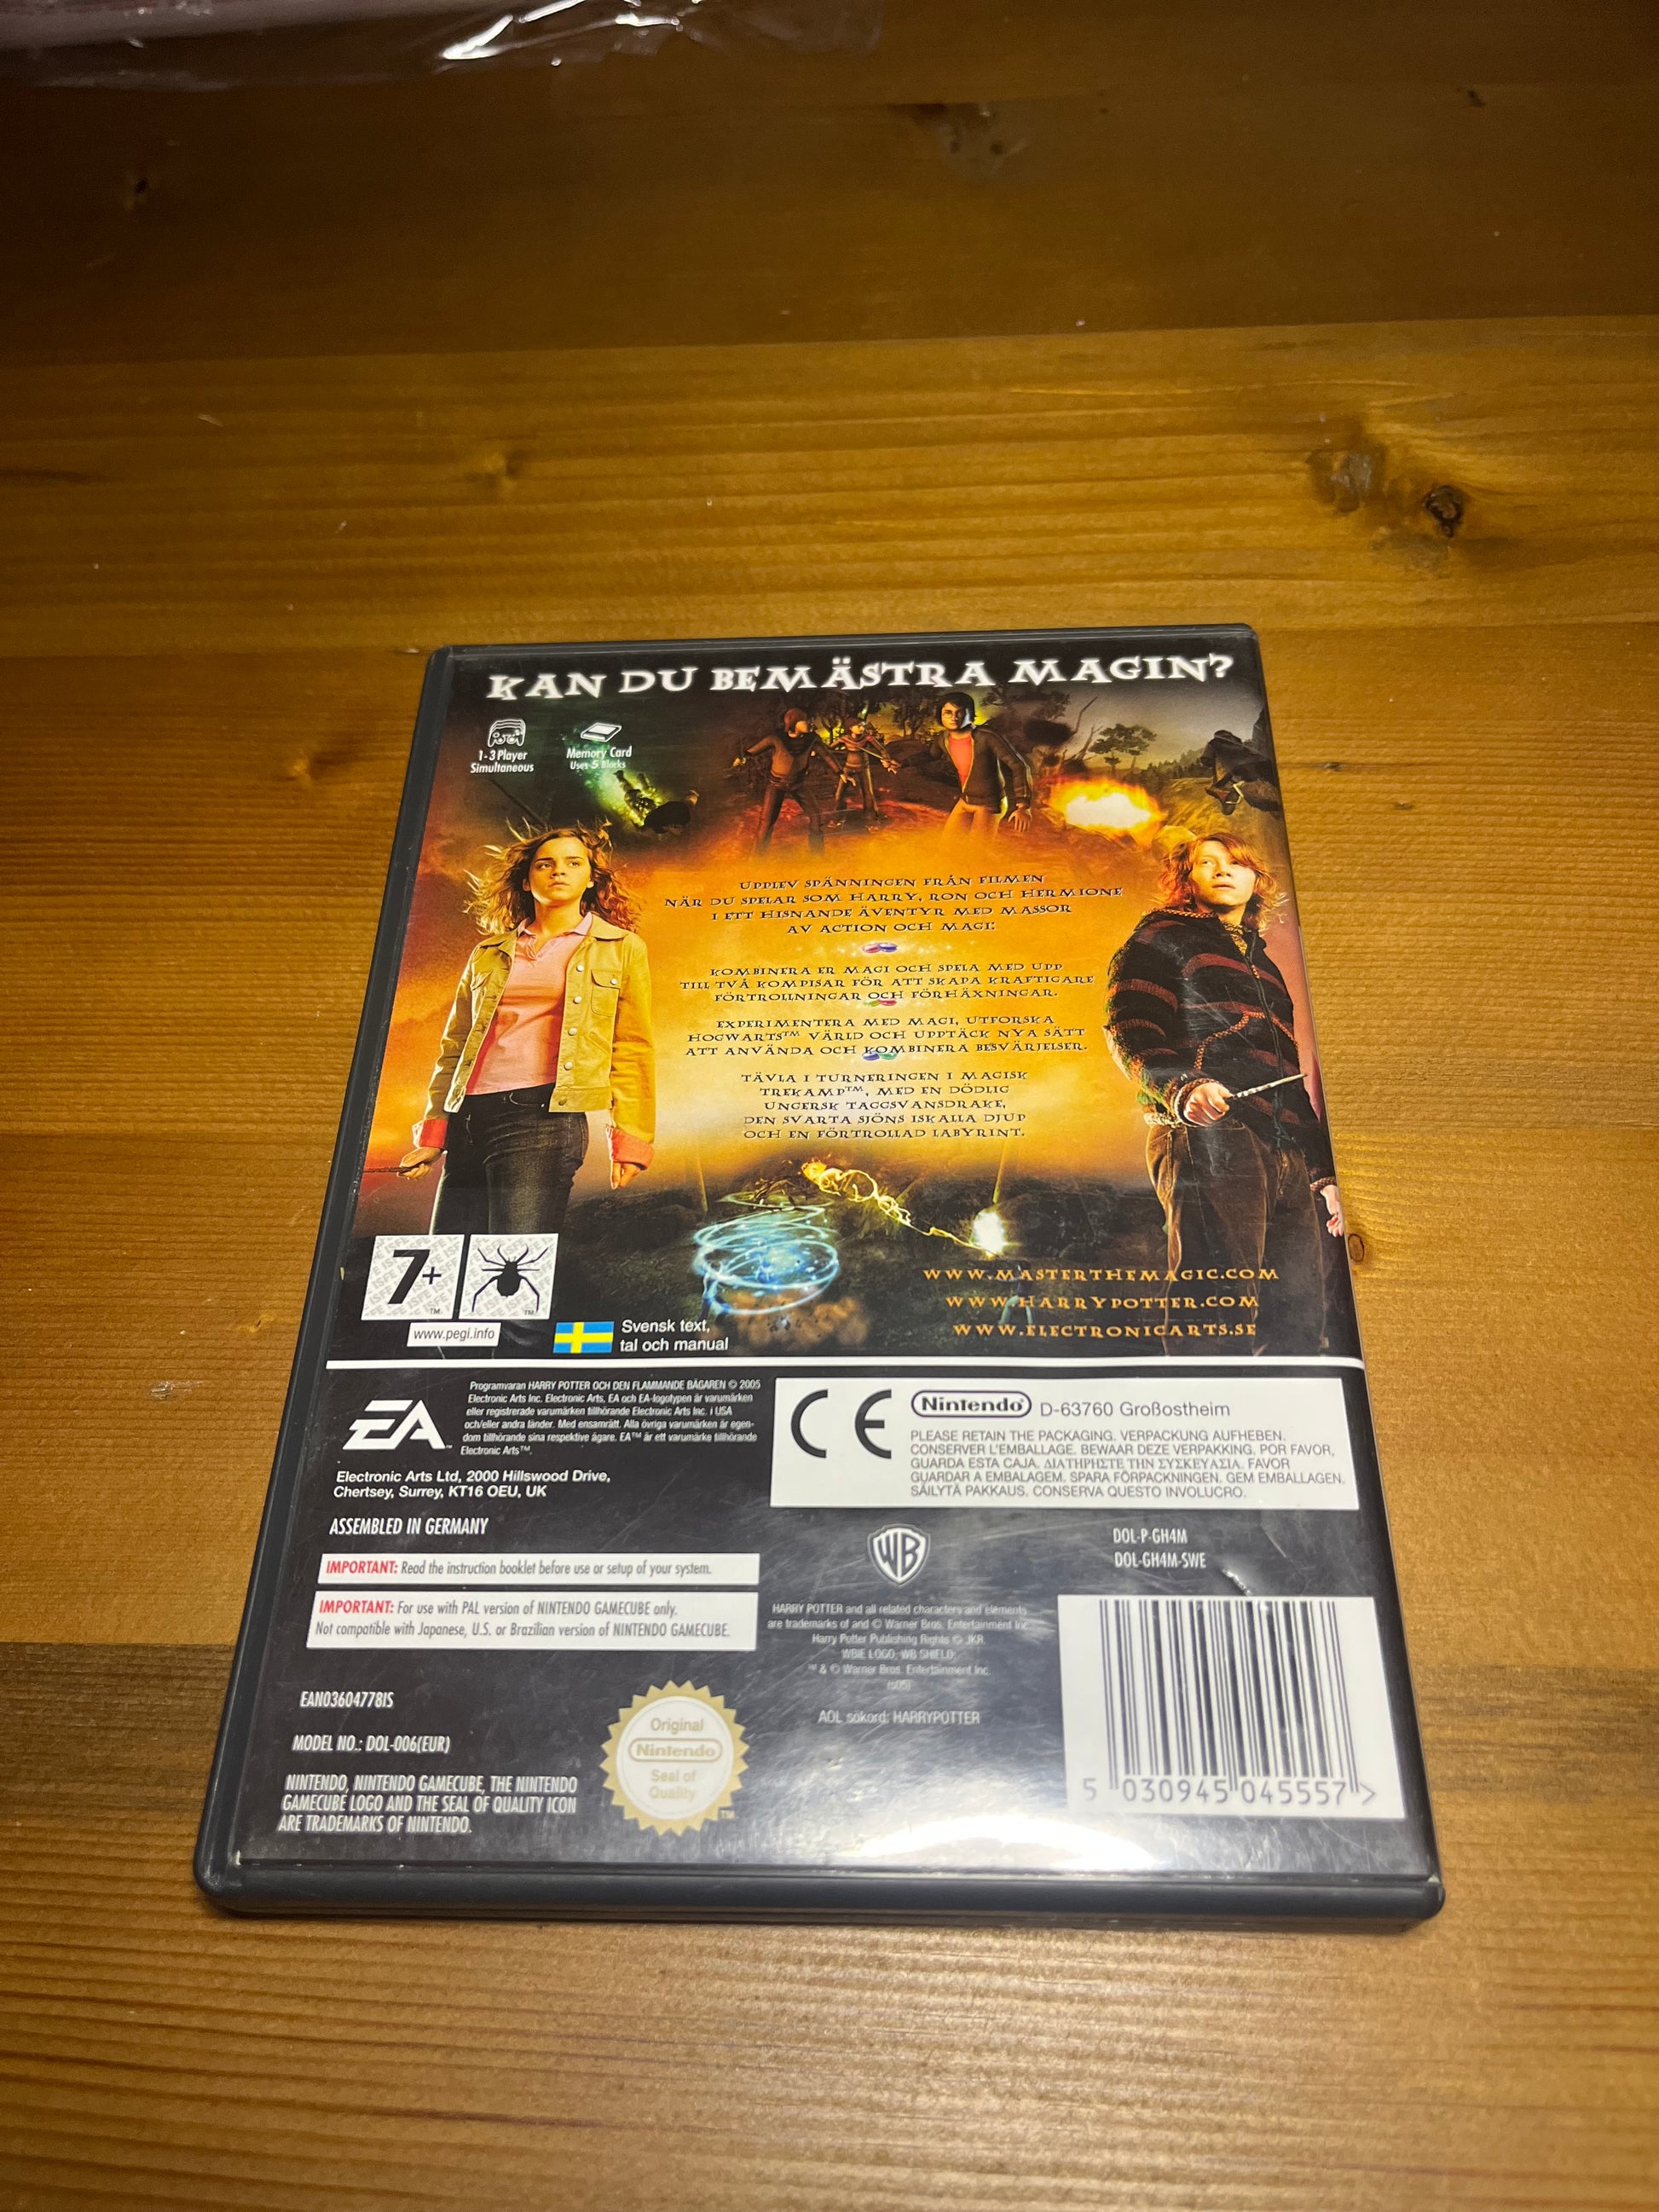 KAN DU BEMÄSTRA MAGIN?
1-3 Player
Simultaneous
Memory Card
Uses 5 Blocks
UPPLEV SPÄNNINGEN FRÅN FILMEN
NÄR DU SPELAR SOM HARRY, RON OCH HERMIONE
I ETT HISNANDE ÄVENTYR MED MASSOR
AV ACTION OCH MAGI:
KOMBINERA ER MAGI OCH SPELA MED UPP
TILL TVÅ KOMPISAR FÖR ATT SKAPA KRAFTIGARE
FÖRTROLLNINGAR OCH FÖRHÄXNINGAR.
EXPERIMENTERA MED MAGI, UTFORSKA
HOGWARTS™ VÄRLD OCH UPPTÄCK NYA SÄTT
ATT ANVÄNDA OCH KOMBINERA BESVÄRJELSER.
TÄVLA I TURNERINGEN I MAGISK
TREKAMP™, MED EN DÖDLIG
UNGERSK TAGGSVANSDRAKE,
DEN SVARTA SJÖNS ISKALLA DJUP
OCH EN FÖRTROLLAD LABYRINT.
7+
www.pegi.info
Svensk text,
tal och manual
WWW.MASTERTHEMAGIC.COM
WWW.HARRYPOTTER.COM
WWW.ELECTRONICARTS.SE
EA
Programvaran HARRY POTTER OCH DEN FLAMMANDE BÄGAREN © 2005
Electronic Arts Inc. Electronic Arts, EA och EA-logotypen är varumärken
eller registrerade varumärken tillhörande Electronic Arts Inc. i USA
och/eller andra länder. Med ensamrätt. Alla övriga varumärken är egen-
dom tillhörande sina respektive ägare. EA™ är ett varumärke tillhörande
Electronic Arts™.
Electronic Arts Ltd, 2000 Hillswood Drive,
Chertsey, Surrey, KT16 OEU, UK
ASSEMBLED IN GERMANY
IMPORTANT: Read the instruction booklet before use or setup of your system.
IMPORTANT: For use with PAL version of NINTENDO GAMECUBE only.
Not compatible with Japanese, U.S. or Brazilian version of NINTENDO GAMECUBE.
EAN03604778IS
MODEL NO.: DOL-006(EUR)
NINTENDO, NINTENDO GAMECUBE, THE NINTENDO
GAMECUBE LOGO AND THE SEAL OF QUALITY ICON
ARE TRADEMARKS OF NINTENDO.
Original
Nintendo
Seal of
Quality
TM
CE
Nintendo D-63760 Großostheim
PLEASE RETAIN THE PACKAGING. VERPACKUNG AUFHEBEN.
CONSERVER L'EMBALLAGE. BEWAAR DEZE VERPAKKING. POR FAVOR,
GUARDA ESTA CAJA. ΔΙΑΤΗΡΗΣΤΕ ΤΗΝ ΣΥΣΚΕΥΑΣΙΑ. FAVOR
GUARDAR A EMBALAGEM. SPARA FÖRPACKNINGEN. GEM EMBALLAGEN.
SÄILYTÄ PAKKAUS. CONSERVA QUESTO INVOLUCRO.
WB
HARRY POTTER and all related characters and elements
are trademarks of and © Warner Bros. Entertainment Inc.
Harry Potter Publishing Rights © JKR.
WBIE LOGO, WB SHIELD:
™ & © Warner Bros. Entertainment Inc.
(s05)
AOL sökord: HARRYPOTTER
DOL-P-GH4M
DOL-GH4M-SWE
5 030945 045557 >